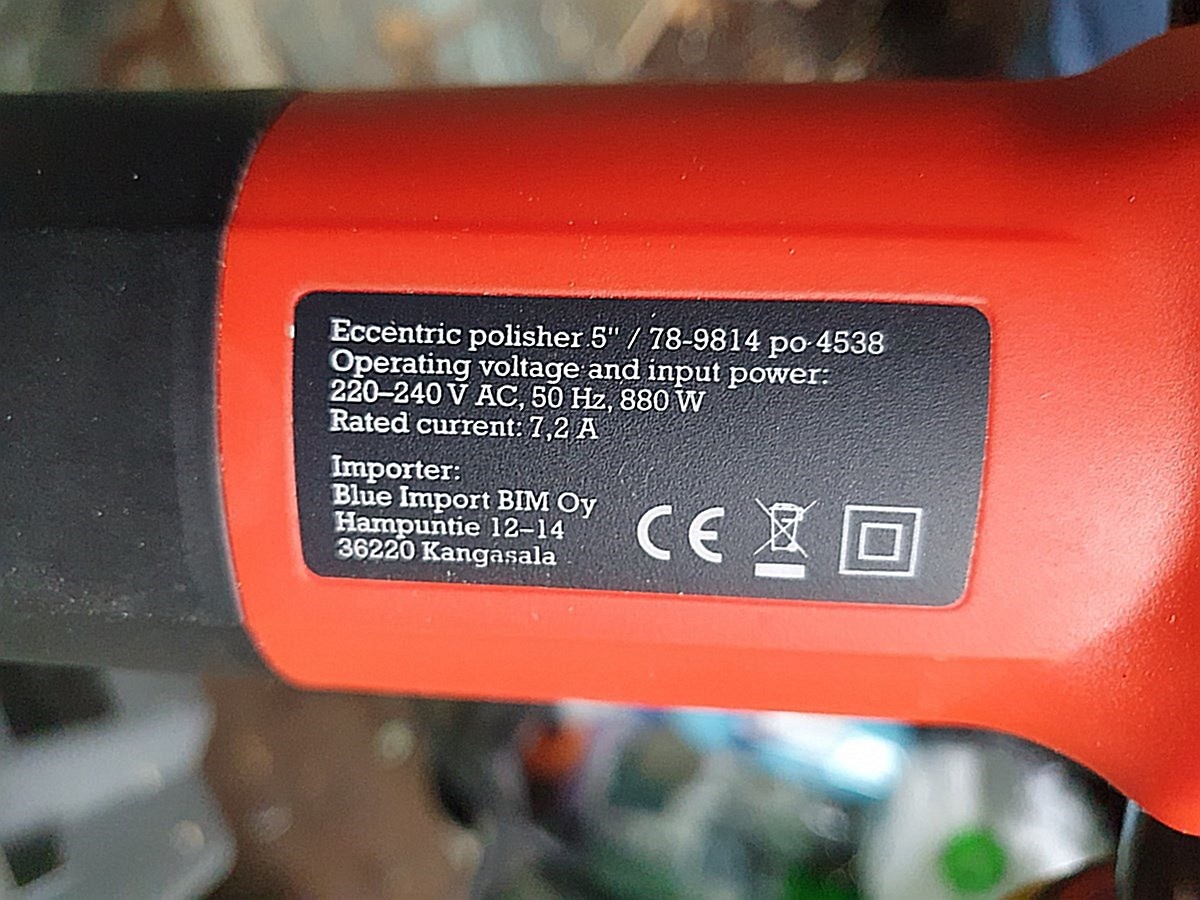 Eccentric polisher 5" / 78-9814 po 4538
Operating voltage and input power:
220–240 V AC, 50 Hz, 880 W
Rated current: 7,2 A
Importer:
Blue Import BIM Oy
Hampuntie 12–14
36220 Kangasala
CE